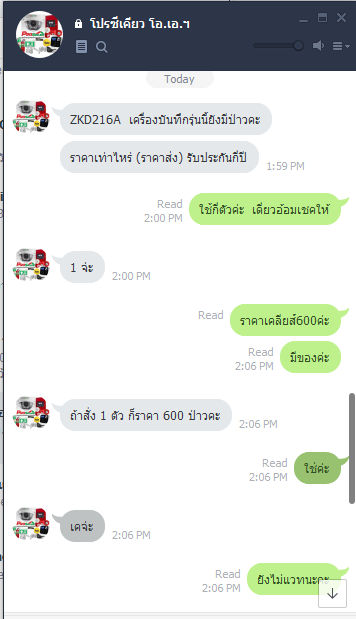 โปรซีเคียว โอ.เอ.ฯ
Today
ZKD216A เครื่องบันทึกรุ่นนี้ยังมีป่าวคะ
ราคาเท่าไหร่ (ราคาส่ง) รับประกันกี่ปี
1:59 PM
Read
2:00 PM
ใช้กี่ตัวค่ะ เดี่ยวอ้อมเชคให้
1 จ่ะ
2:00 PM
Read
ราคาเคลียส์600ค่ะ
Read
2:06 PM
มีของค่ะ
ถ้าสั่ง 1 ตัว ก็ราคา 600 ป่าวคะ
2:06 PM
Read
2:06 PM
ใช่ค่ะ
เคจ่ะ
2:06 PM
Read
2:06 PM
ยังไม่แวทนะคะ